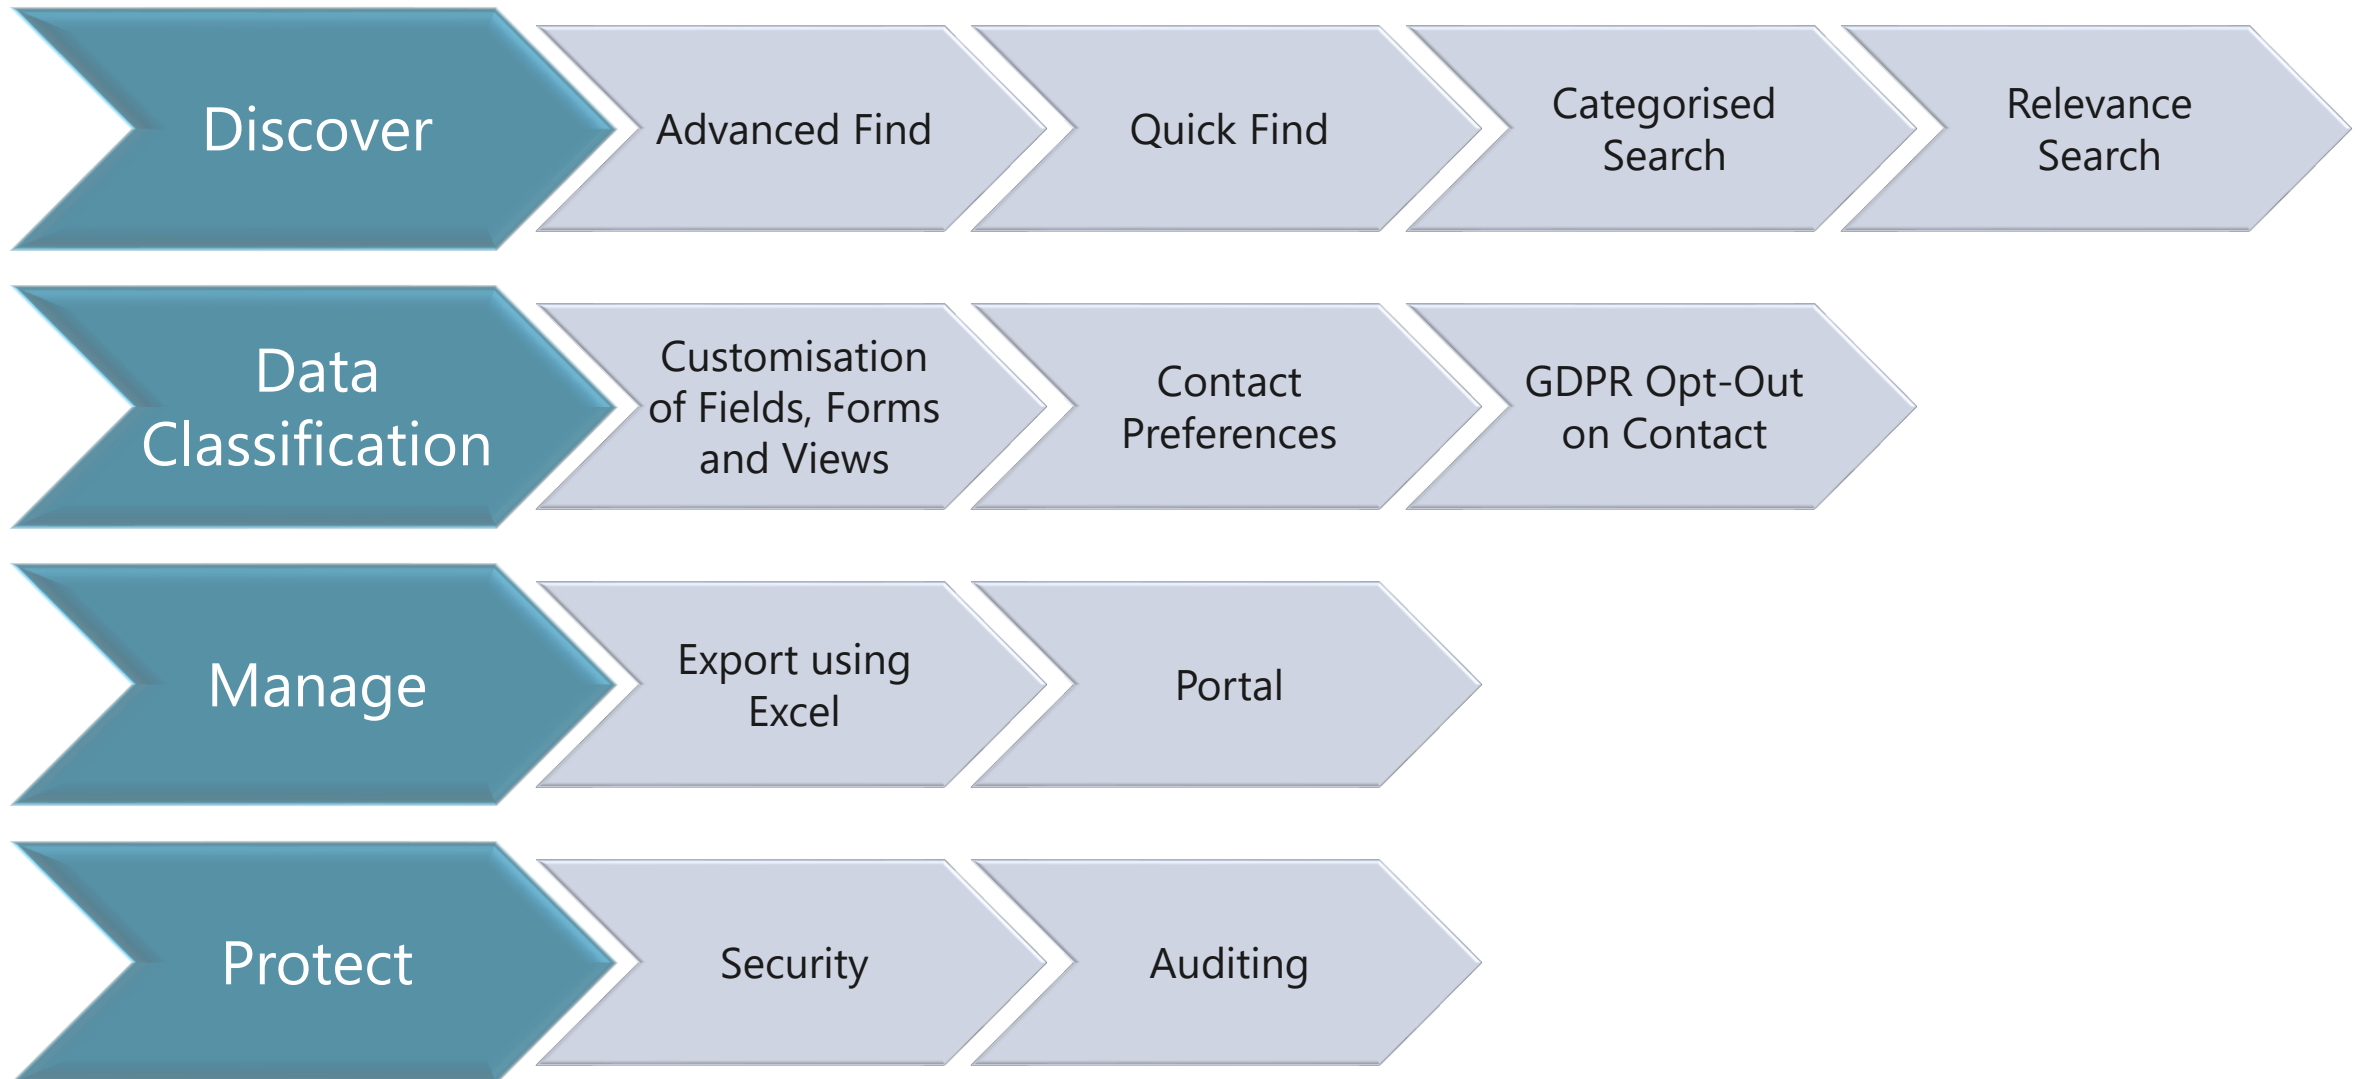 Discover
Advanced Find
Quick Find
Categorised
Search
Relevance
Search
Data
Classification
Customisation
of Fields, Forms
and Views
Contact
Preferences
GDPR Opt-Out
on Contact
Manage
Export using
Excel
Portal
Protect
Security
Auditing